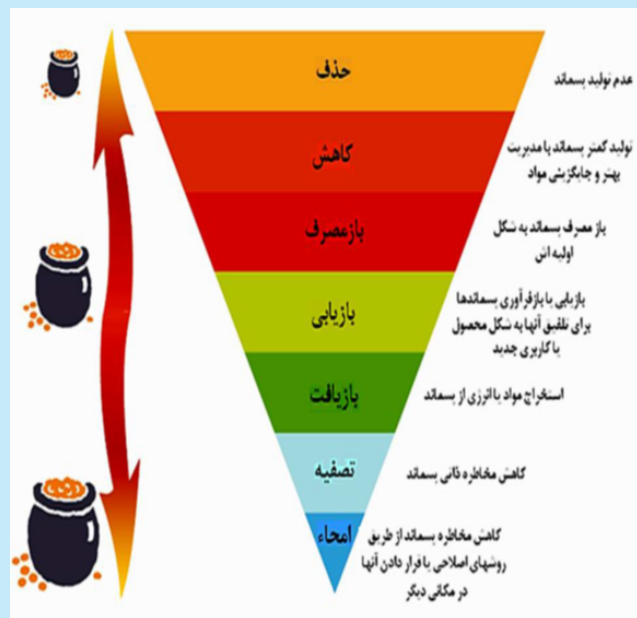 حذف
عدم تولید پسماند
کاهش
تولید کمتر پسماند با مدیریت
بهتر و جایگزینی مواد
بازمصرف
باز مصرف پسماند به شکل
اولیه اش
بازیابی
بازیابی یا بازفرآوری پسماندها
برای تلفیق آنها به شکل محصول
یا کاربری جدید
بازیافت
استخراج مواد یا انرژی از پسماند
تصفیه
کاهش مخاطره ذاتی پسماند
امحاء
کاهش مخاطره پسماند از طریق
روشهای اصلاحی یا قرار دادن آنها
در مکانی دیگر